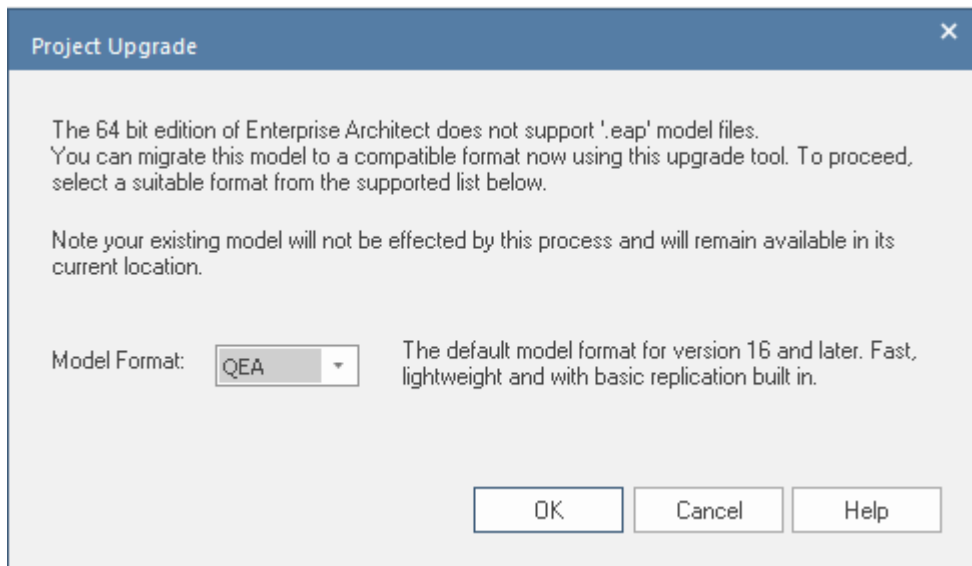 Project Upgrade
The 64 bit edition of Enterprise Architect does not support '.eap' model files.
You can migrate this model to a compatible format now using this upgrade tool. To proceed,
select a suitable format from the supported list below.
Note your existing model will not be effected by this process and will remain available in its
current location.
Model Format:
QEA
The default model format for version 16 and later. Fast,
lightweight and with basic replication built in.
OK
Cancel
Help